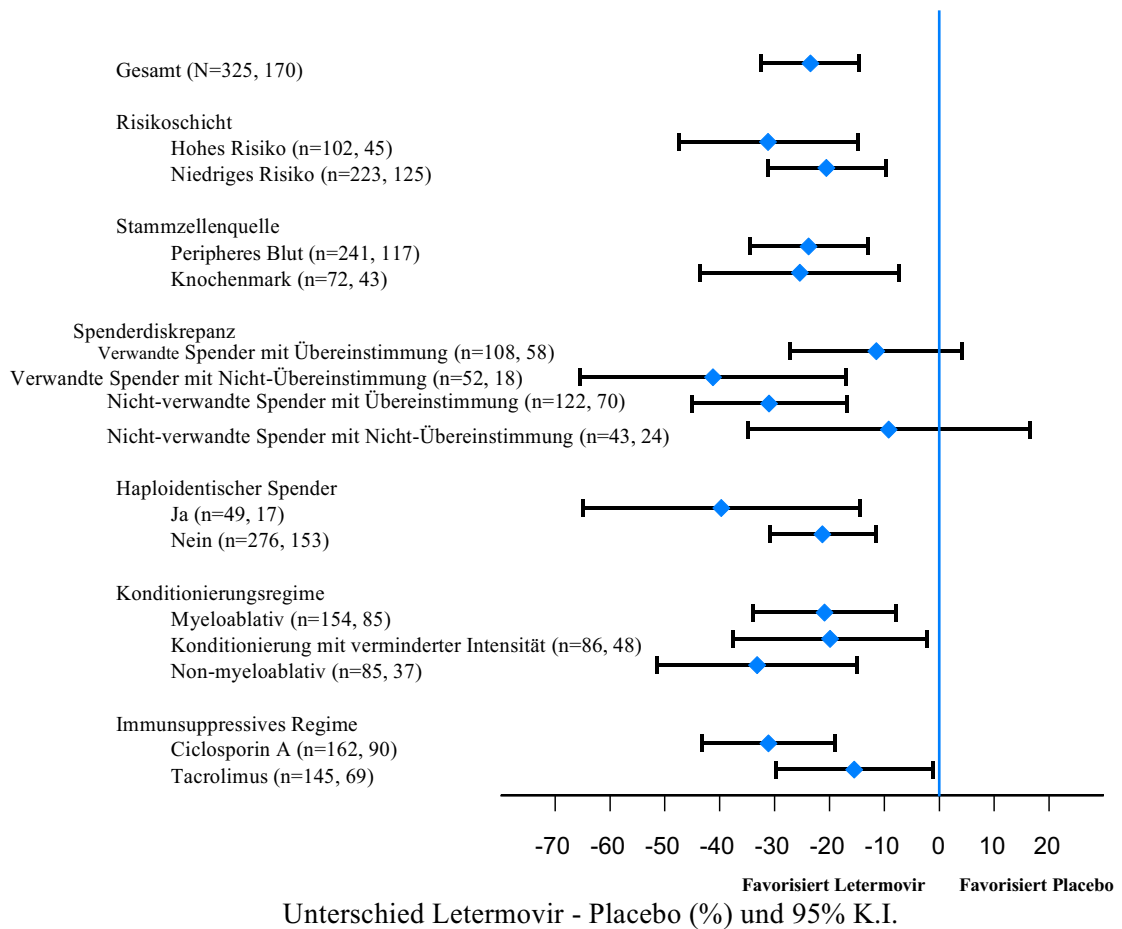 Gesamt (N=325, 170)
Risikoschicht
Hohes Risiko (n=102, 45)
Niedriges Risiko (n=223, 125)
Stammzellenquelle
Peripheres Blut (n=241, 117)
Knochenmark (n=72, 43)
Spenderdiskrepanz
Verwandte Spender mit Übereinstimmung (n=108, 58)
Verwandte Spender mit Nicht-Übereinstimmung (n=52, 18)
Nicht-verwandte Spender mit Übereinstimmung (n=122, 70)
Nicht-verwandte Spender mit Nicht-Übereinstimmung (n=43, 24)
Haploidentischer Spender
Ja (n=49, 17)
Nein (n=276, 153)
Konditionierungsregime
Myeloablativ (n=154, 85)
Konditionierung mit verminderter Intensität (n=86, 48)
Non-myeloablativ (n=85, 37)
Immunsuppressives Regime
Ciclosporin A (n=162, 90)
Tacrolimus (n=145, 69)
-70 -60 -50 -40 -30 -20 -10 0 10 20
Favorisiert Letermovir Favorisiert Placebo
Unterschied Letermovir - Placebo (%) und 95% K.I.